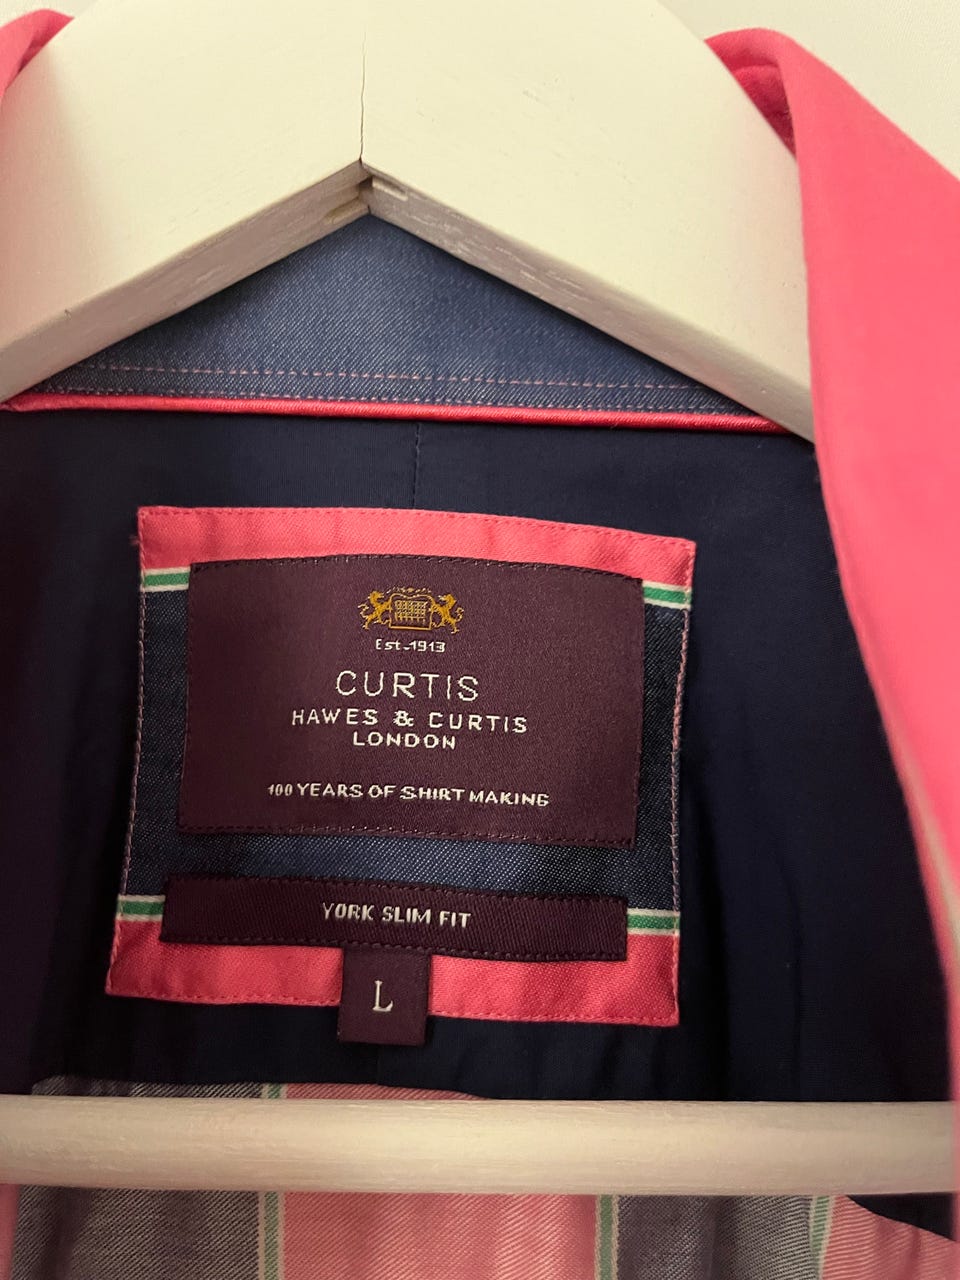 Est.1913
CURTIS
HAWES & CURTIS
LONDON
100 YEARS OF SHIRT MAKING
YORK SLIM FIT
L